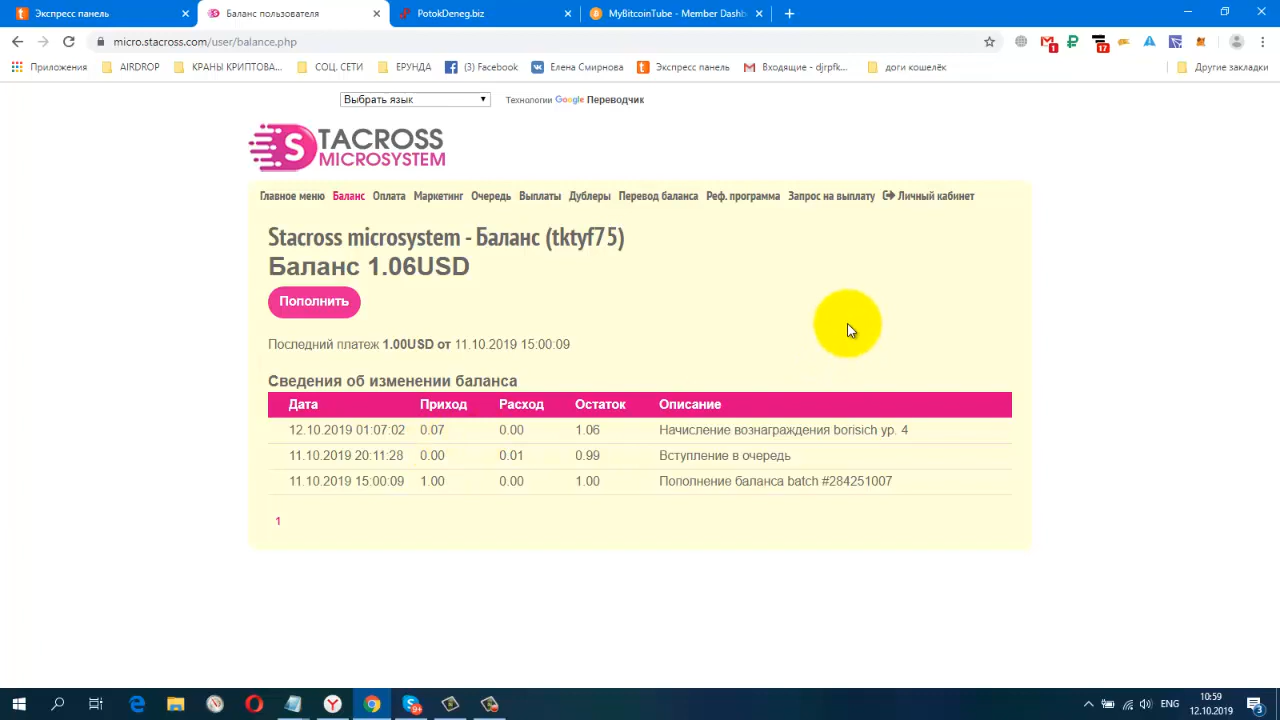 Экспресс панель
Баланс пользователя
PotokDeneg.biz
MyBitcoinTube - Member Dashb
micro.stacross.com/user/balance.php
1
17
Приложения
AIRDROP
КРАНЫ КРИПТОВА...
СОЦ. СЕТИ
ЕРУНДА
(3) Facebook
Елена Смирнова
Экспресс панель
Входящие - djrpfk...
доги кошелёк
Другие закладки
Выбрать язык
Технологии Google Переводчик
STACROSS
MICROSYSTEM
Главное меню Баланс Оплата Маркетинг Очередь Выплаты Дублеры Перевод баланса Реф. программа Запрос на выплату Личный кабинет
Stacross microsystem - Баланс (tktyf75)
Баланс 1.06USD
Пополнить
Последний платеж 1.00USD от 11.10.2019 15:00:09
Сведения об изменении баланса
Дата Приход Расход Остаток Описание
12.10.2019 01:07:02 0.07 0.00 1.06 Начисление вознаграждения borisich ур. 4
11.10.2019 20:11:28 0.00 0.01 0.99 Вступление в очередь
11.10.2019 15:00:09 1.00 0.00 1.00 Пополнение баланса batch #284251007
1
ENG
10:59
12.10.2019
3